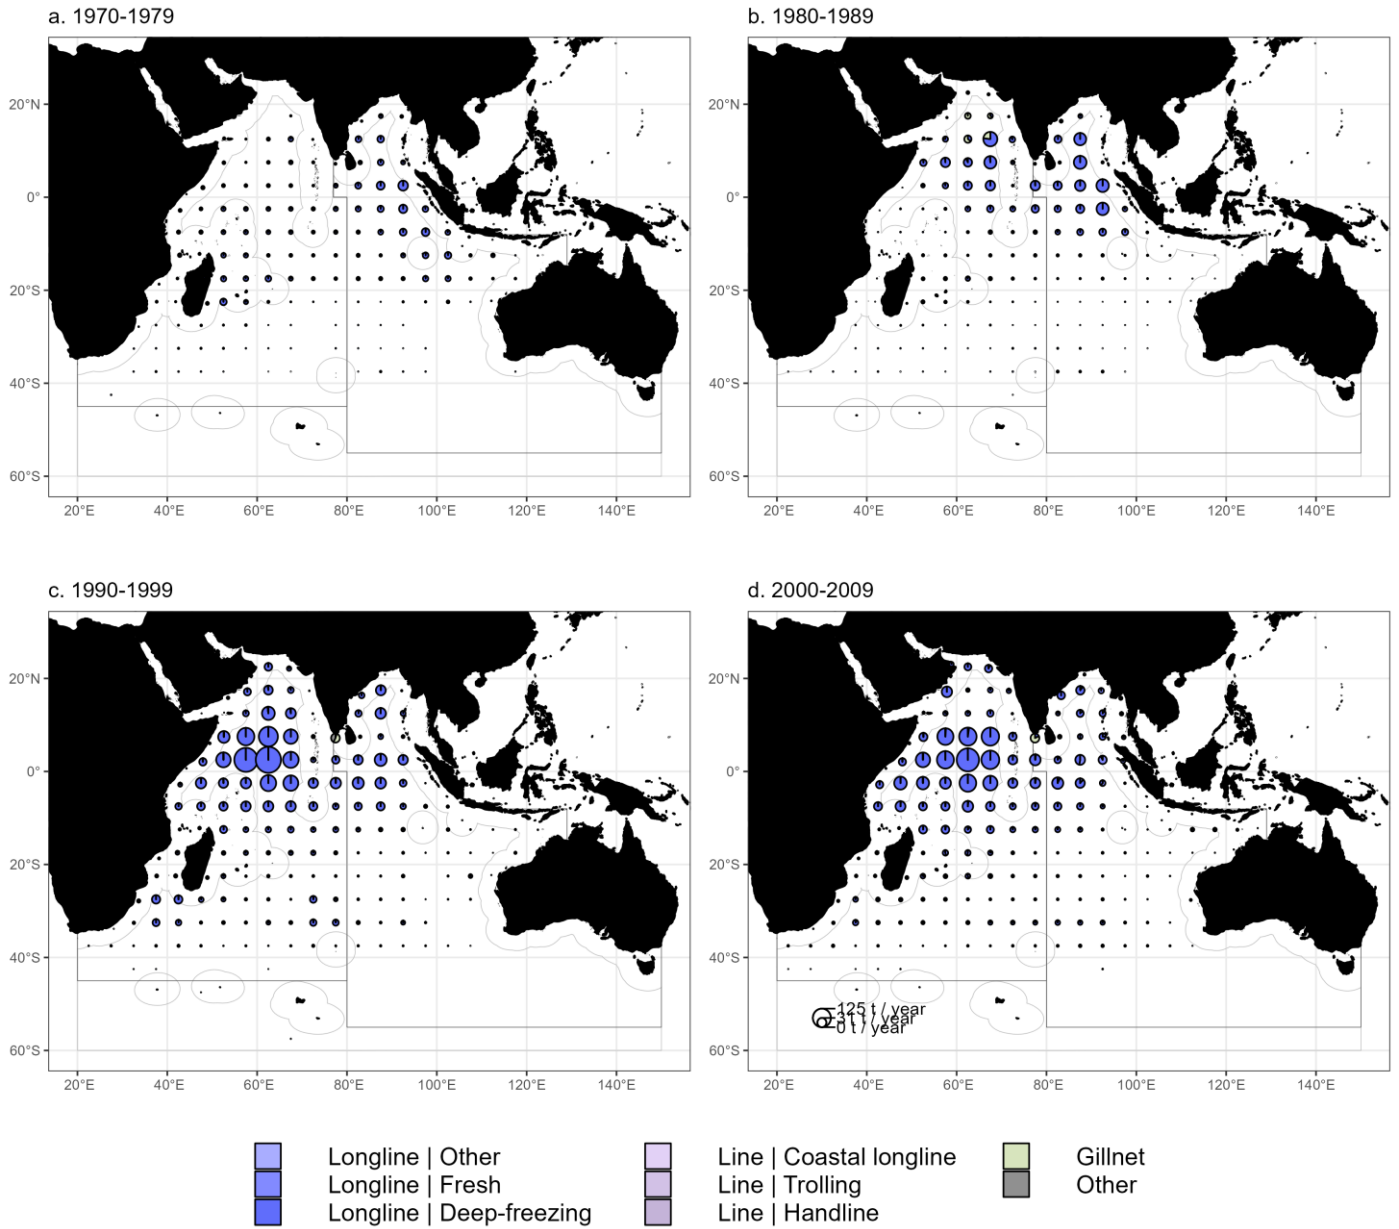 a. 1970-1979
b. 1980-1989
20°N
0°
20°S
40°S
60°S
20°E 40°E 60°E 80°E 100°E 120°E 140°E
20°N
0°
20°S
40°S
60°S
20°E 40°E 60°E 80°E 100°E 120°E 140°E
c. 1990-1999
d. 2000-2009
20°N
0°
20°S
40°S
60°S
20°E 40°E 60°E 80°E 100°E 120°E 140°E
20°N
0°
20°S
40°S
60°S
125 t / year
31 t / year
0 t / year
20°E 40°E 60°E 80°E 100°E 120°E 140°E
Longline | Other
Longline | Fresh
Longline | Deep-freezing
Line | Coastal longline
Line | Trolling
Line | Handline
Gillnet
Other